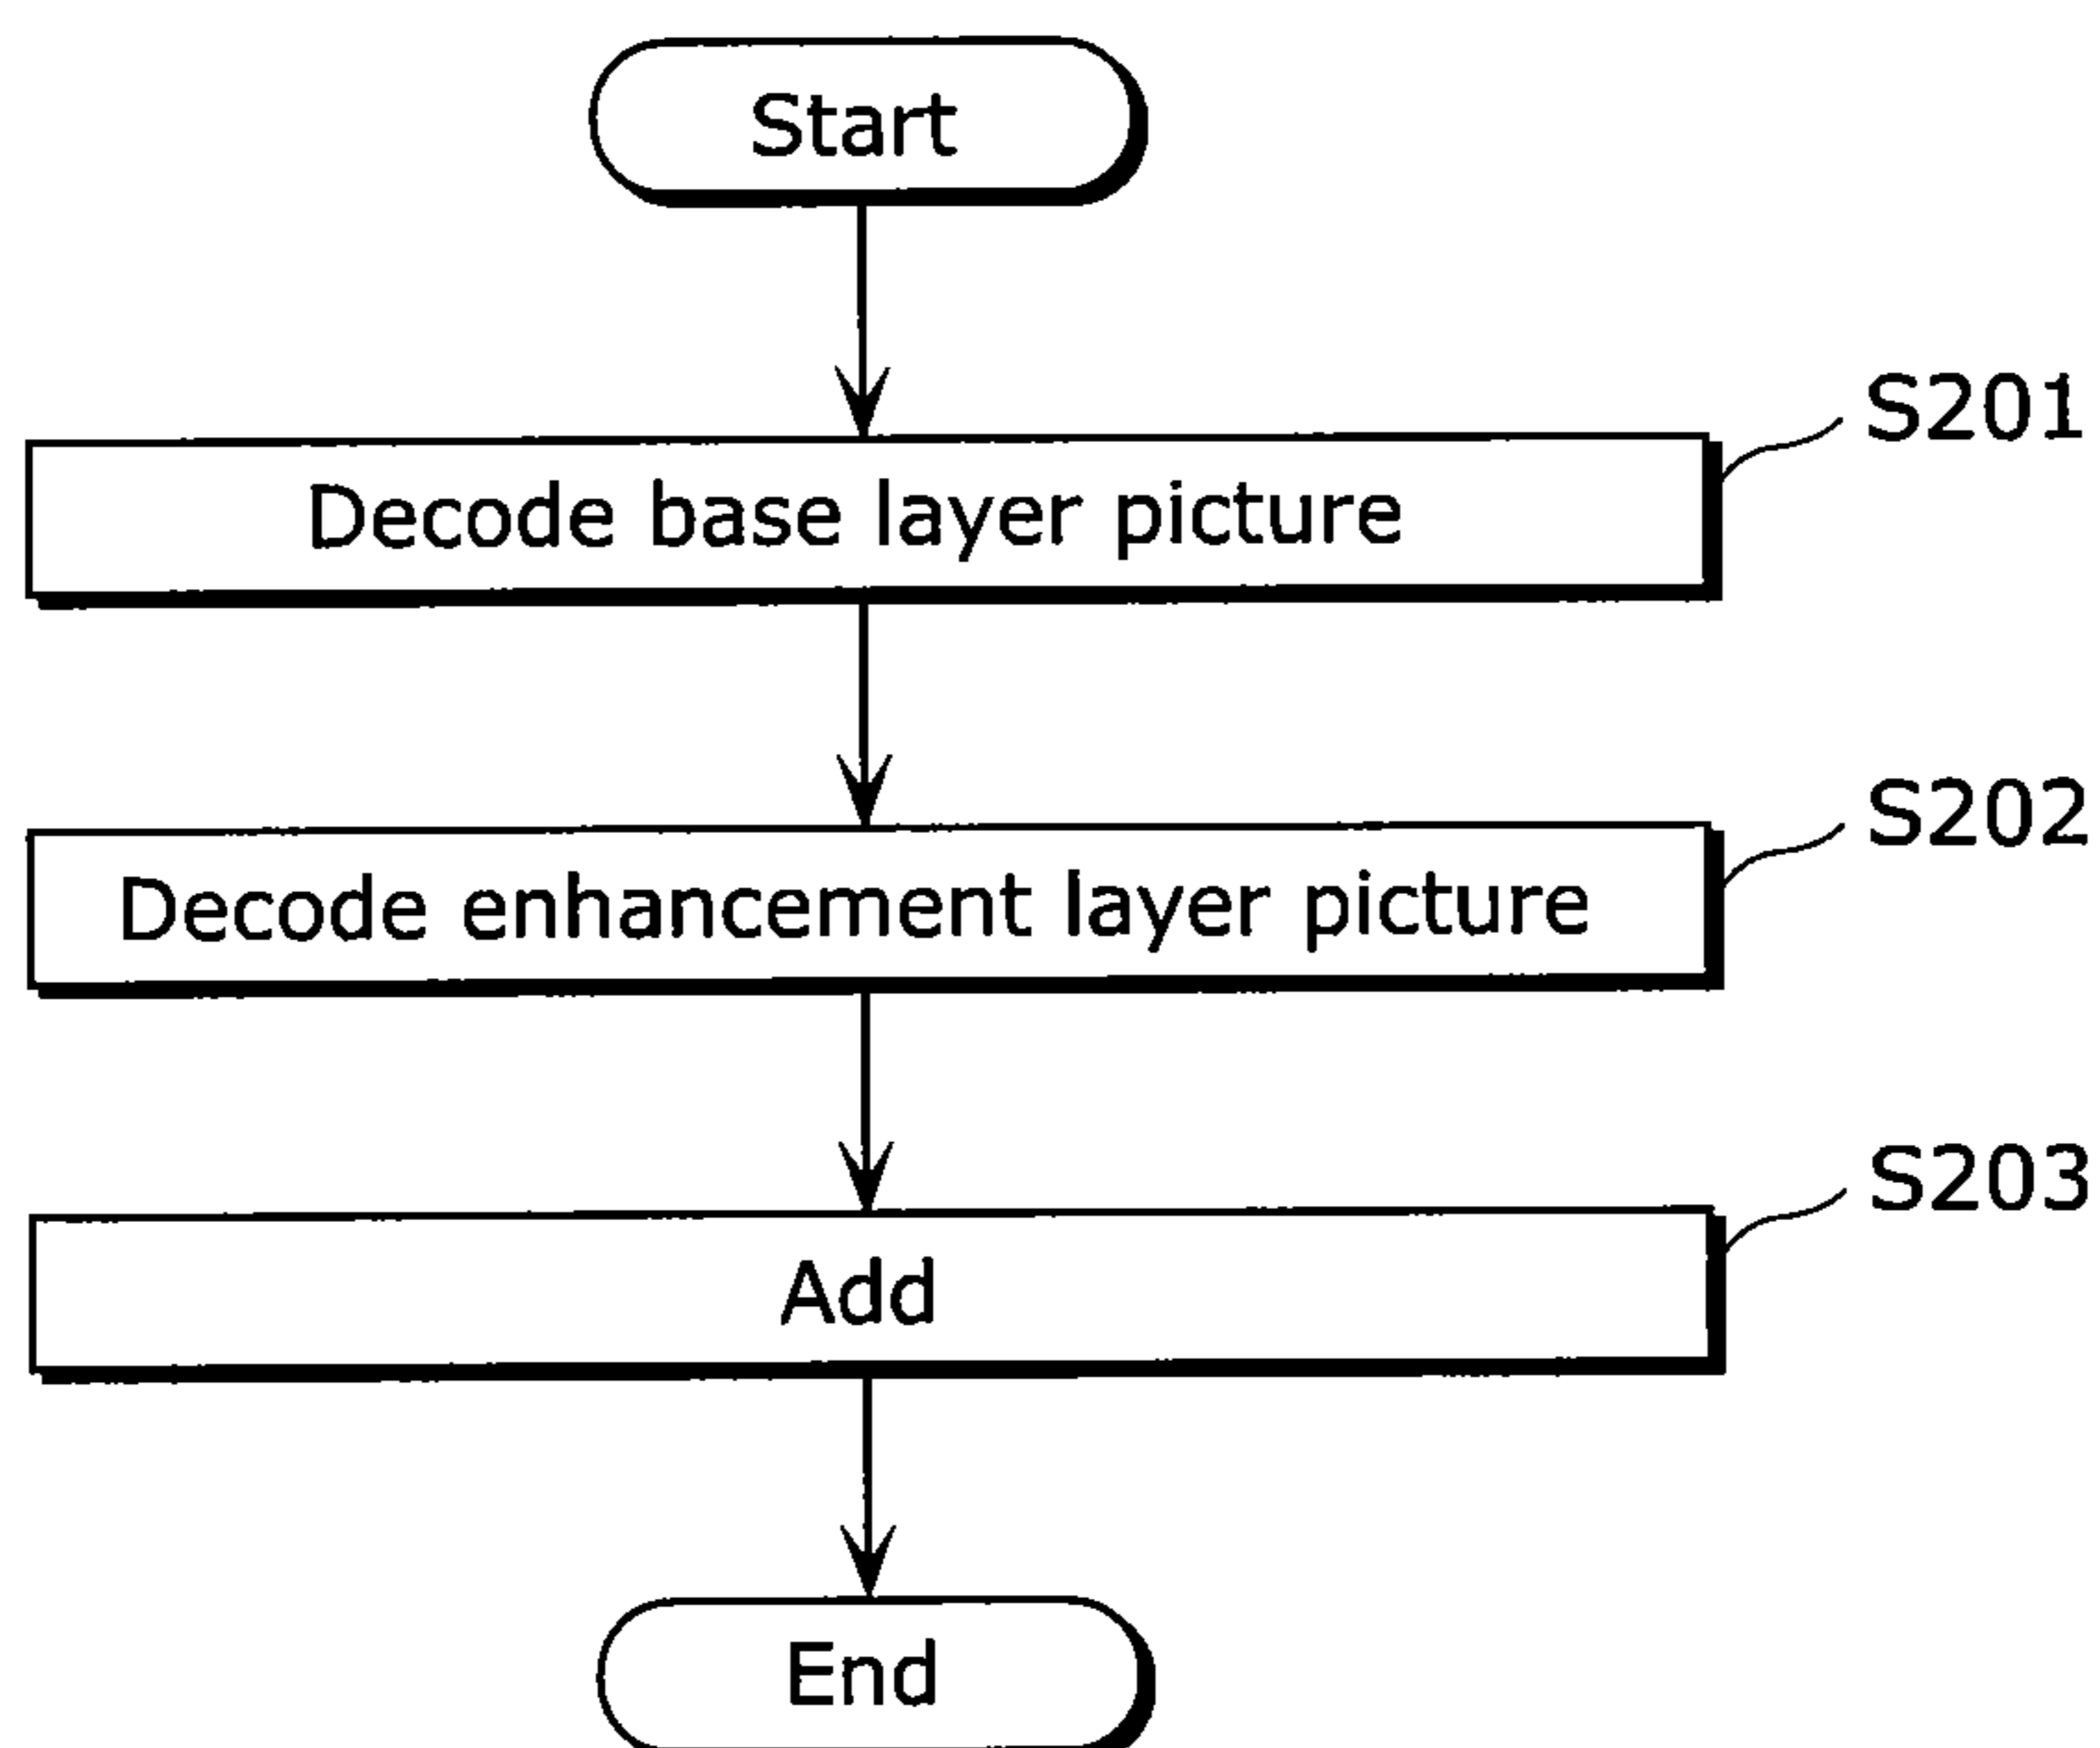 Start
S201
Decode base layer picture
S202
Decode enhancement layer picture
S203
Add
End